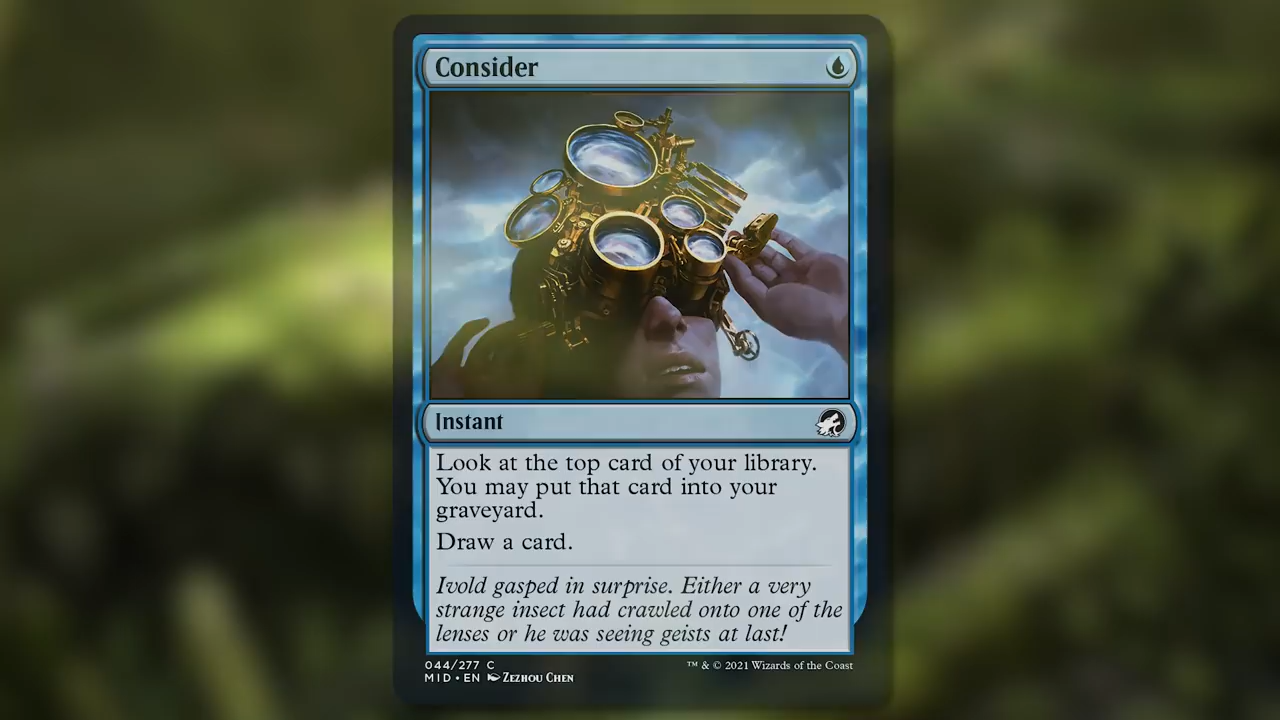 Consider
Instant
Look at the top card of your library.
You may put that card into your
graveyard.
Draw a card.
Ivold gasped in surprise. Either a very
strange insect had crawled onto one of the
lenses or he was seeing geists at last!
044/277 C
MID • EN Zezhou Chen
™ & © 2021 Wizards of the Coast